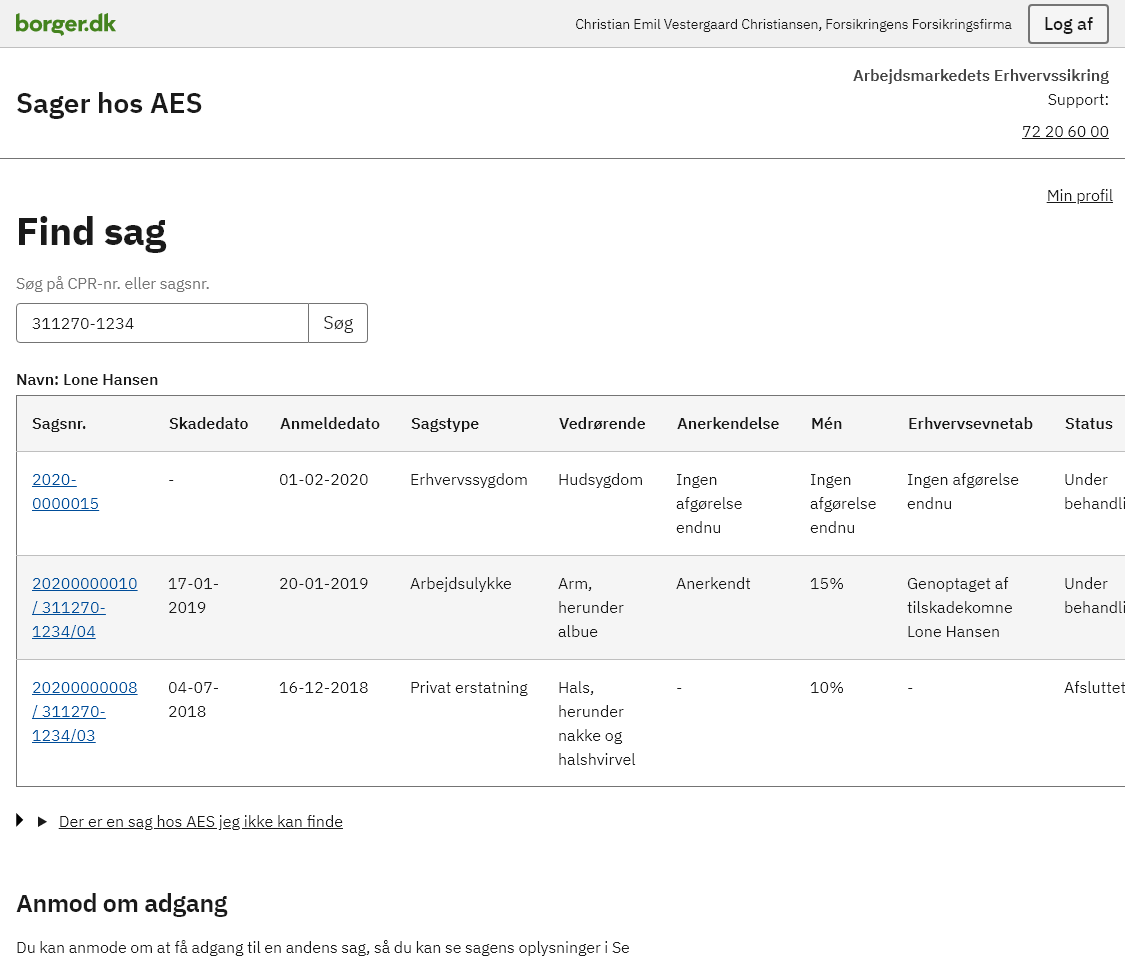 borger.dk
Christian Emil Vestergaard Christiansen, Forsikringens Forsikringsfirma
Log af
Sager hos AES
Arbejdsmarkedets Erhvervssikring
Support:
72 20 60 00
Min profil
Find sag
Søg på CPR-nr. eller sagsnr.
311270-1234
Søg
Navn: Lone Hansen
Sagsnr. Skadedato Anmeldedato Sagstype Vedrørende Anerkendelse Mén Erhvervsevnetab Status
2020- - 01-02-2020 Erhvervssygdom Hudsygdom Ingen Ingen Ingen afgørelse Under
0000015 afgørelse afgørelse endnu behandli
endnu endnu
20200000010 17-01- 20-01-2019 Arbejdsulykke Arm, Anerkendt 15% Genoptaget af Under
/ 311270- 2019 herunder tilskadekomne behandli
1234/04 albue Lone Hansen
20200000008 04-07- 16-12-2018 Privat erstatning Hals, - 10% - Afsluttet
/ 311270- 2018 herunder
1234/03 nakke og
halshvirvel
Der er en sag hos AES jeg ikke kan finde
Anmod om adgang
Du kan anmode om at få adgang til en andens sag, så du kan se sagens oplysninger i Se